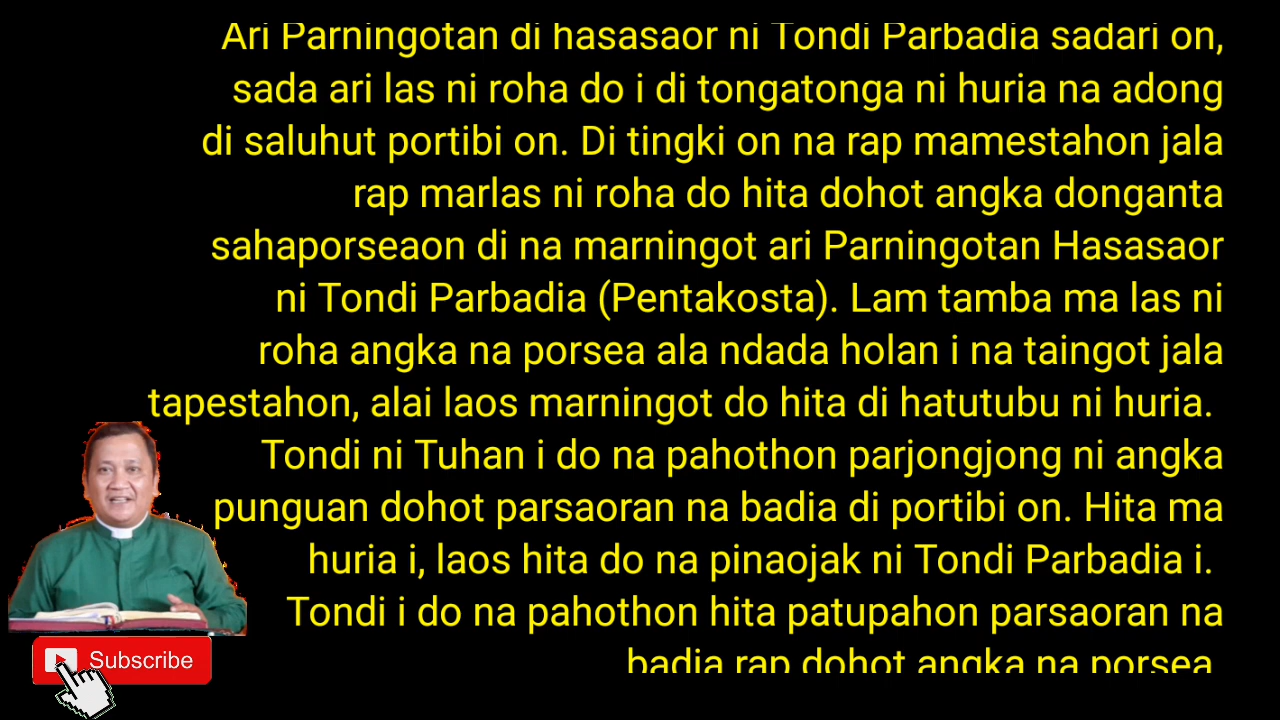 Ari Parningotan di hasasaor ni Tondi Parbadia sadari on,
sada ari las ni roha do i di tongatonga ni huria na adong
di saluhut portibi on. Di tingki on na rap mamestahon jala
rap marlas ni roha do hita dohot angka donganta
sahaporseaon di na marningot ari Parningotan Hasasaor
ni Tondi Parbadia (Pentakosta). Lam tamba ma las ni
roha angka na porsea ala ndada holan i na taingot jala
tapestahon, alai laos marningot do hita di hatutubu ni huria.
Tondi ni Tuhan i do na pahothon parjongjong ni angka
punguan dohot parsaoran na badia di portibi on. Hita ma
huria i, laos hita do na pinaojak ni Tondi Parbadia i.
Tondi i do na pahothon hita patupahon parsaoran na
badia rap dohot angka na porsea.
Subscribe